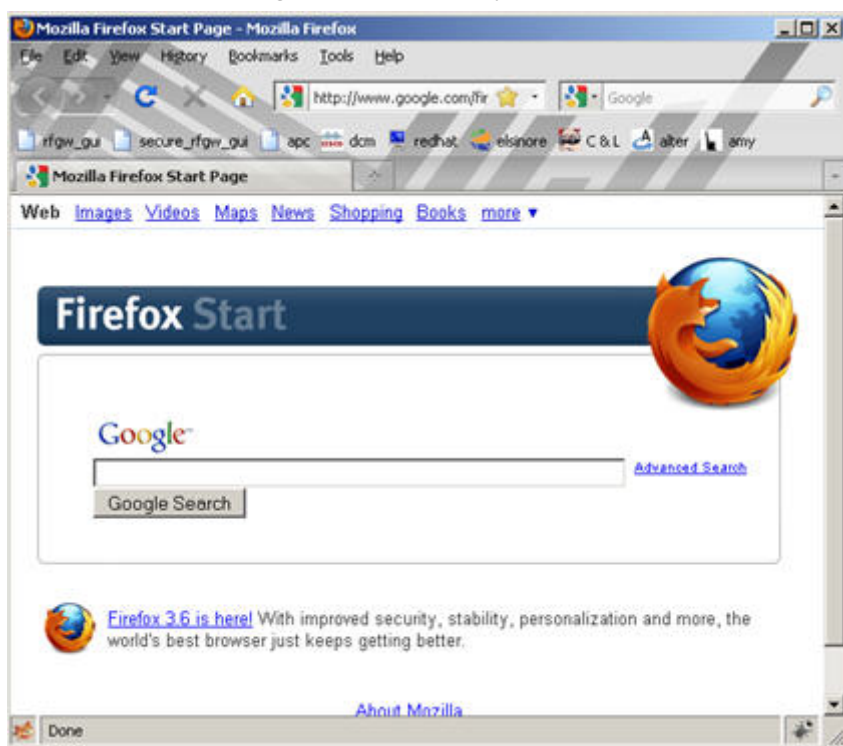 Mozilla Firefox Start Page - Mozilla Firefox
File Edit View History Bookmarks Tools Help
http://www.google.com/fir
Google
rfgw_gui secure_rfgw_gui apc dcm redhat elsinore C & L alter amy
Mozilla Firefox Start Page
Web Images Videos Maps News Shopping Books more
Firefox Start
Google
Advanced Search
Google Search
Firefox 3.6 is here! With improved security, stability, personalization and more, the
world's best browser just keeps getting better.
About Mozilla
Done